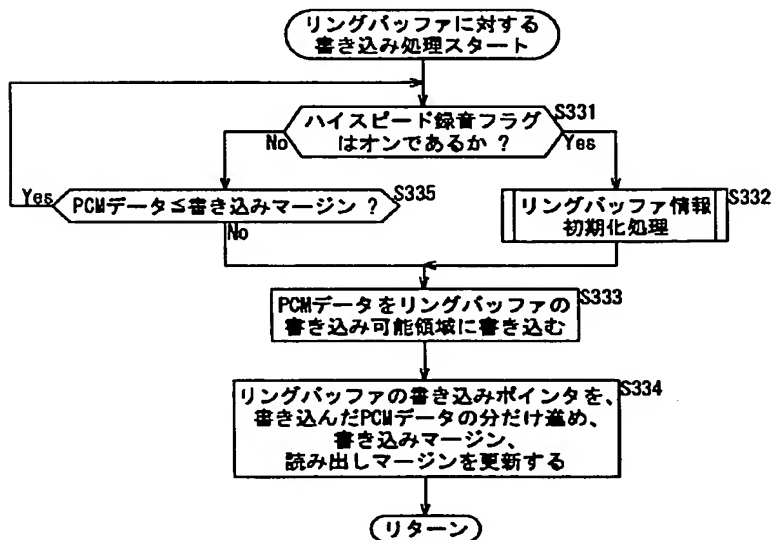 リングバッファに対する
書き込み処理スタート
S331
ハイスピード録音フラグ
はオンであるか ?
No
Yes
Yes
PCMデータ≦書き込みマージン ?
S335
No
S332
リングバッファ情報
初期化処理
S333
PCMデータをリングバッファの
書き込み可能領域に書き込む
S334
リングバッファの書き込みポインタを、
書き込んだPCMデータの分だけ進め、
書き込みマージン、
読み出しマージンを更新する
リターン